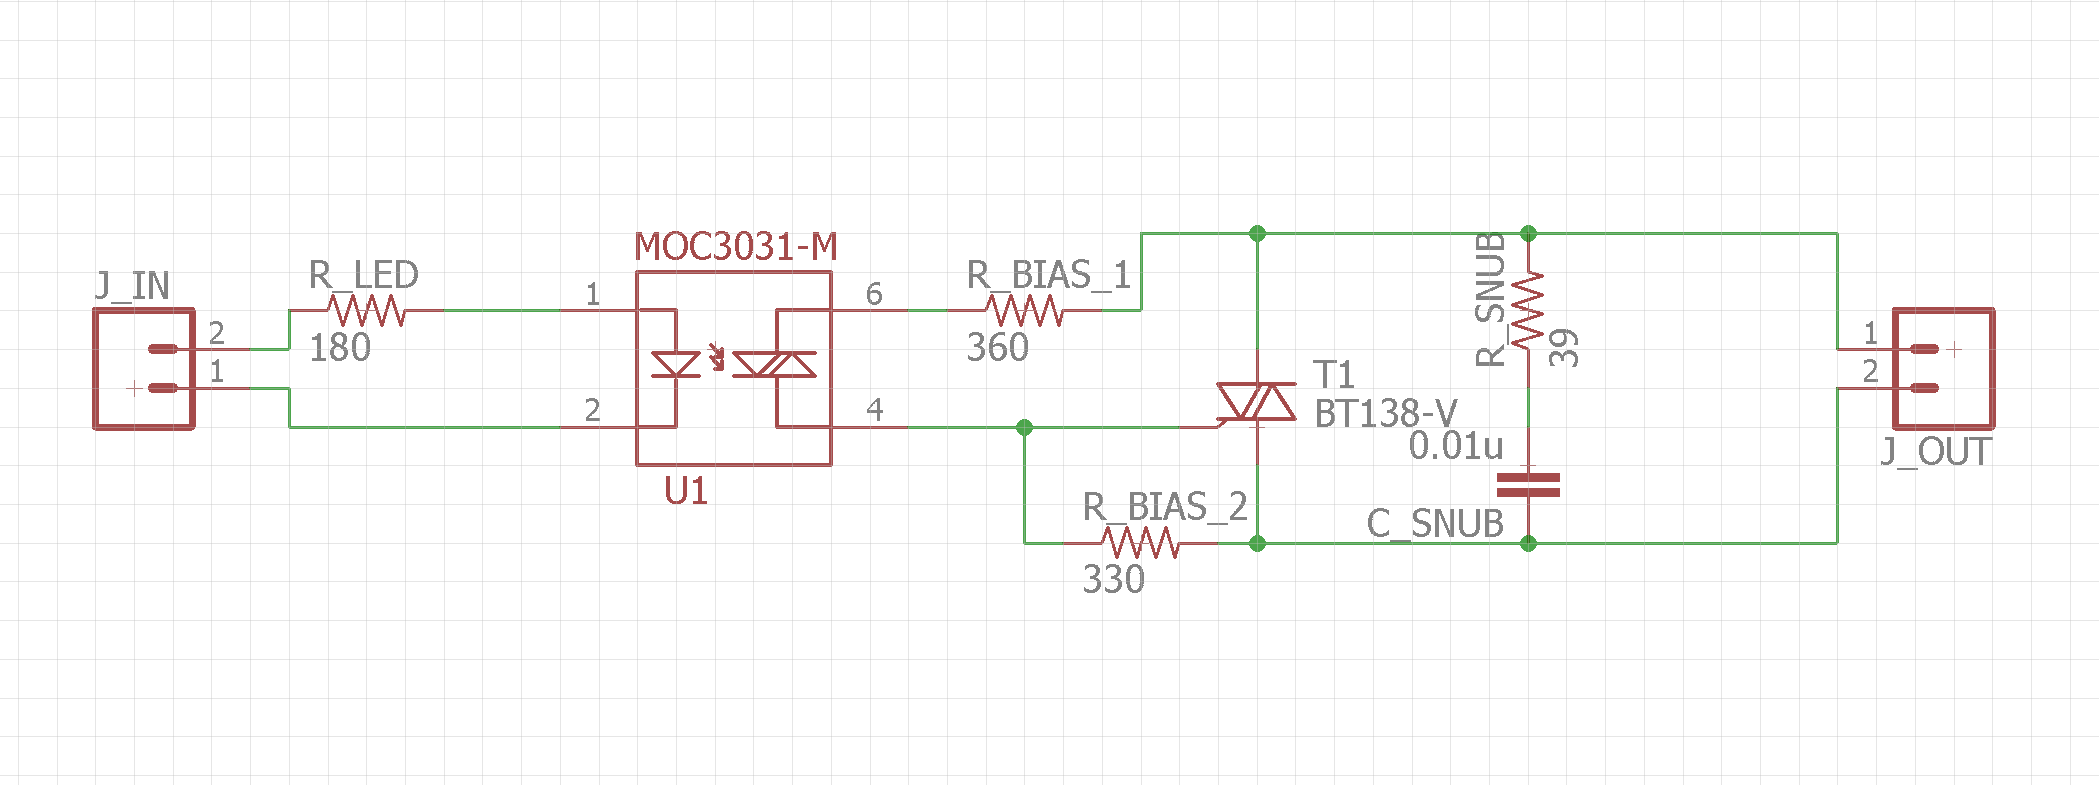 J_IN
2
1
R_LED
180
MOC3031-M
1
2
6
4
U1
R_BIAS_1
360
R_BIAS_2
330
T1
BT138-V
R_SNUB
39
0.01u
C_SNUB
1
2
J_OUT